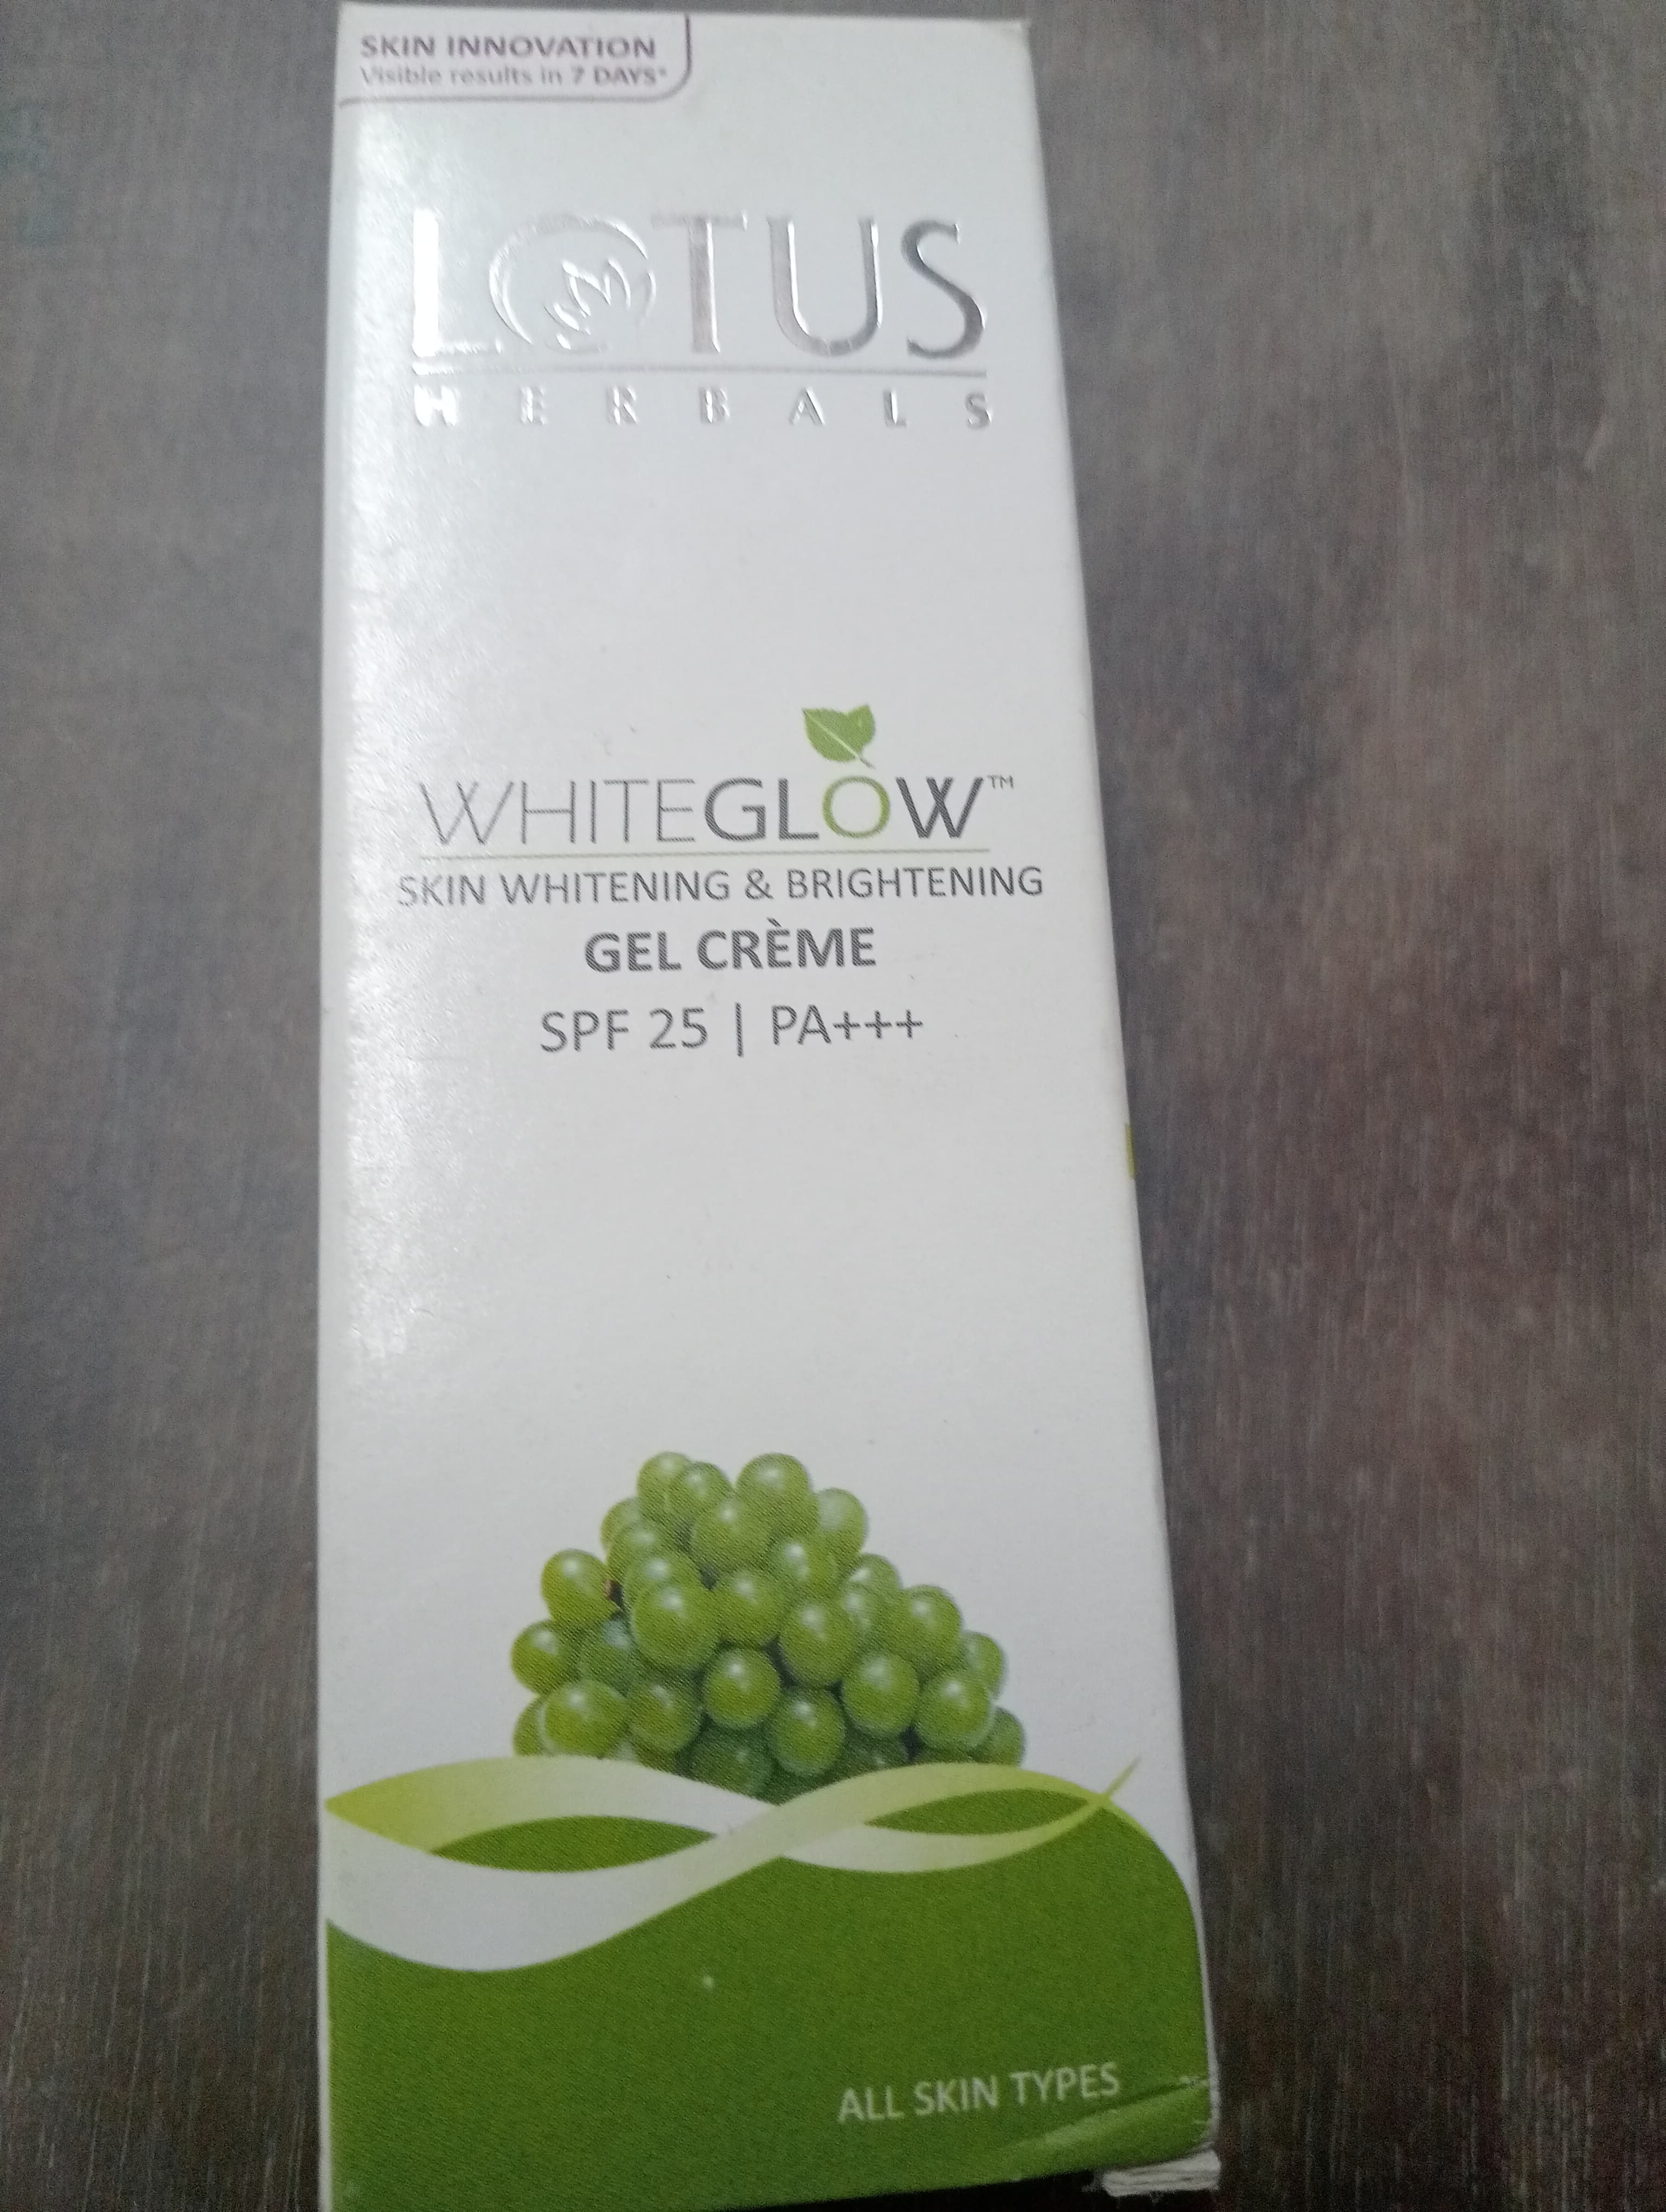 SKIN INNOVATION
Visible results in 7 DAYS*
LOTUS
HERBALS
WHITEGLOW™
SKIN WHITENING & BRIGHTENING
GEL CRÈME
SPF 25 | PA+++
ALL SKIN TYPES